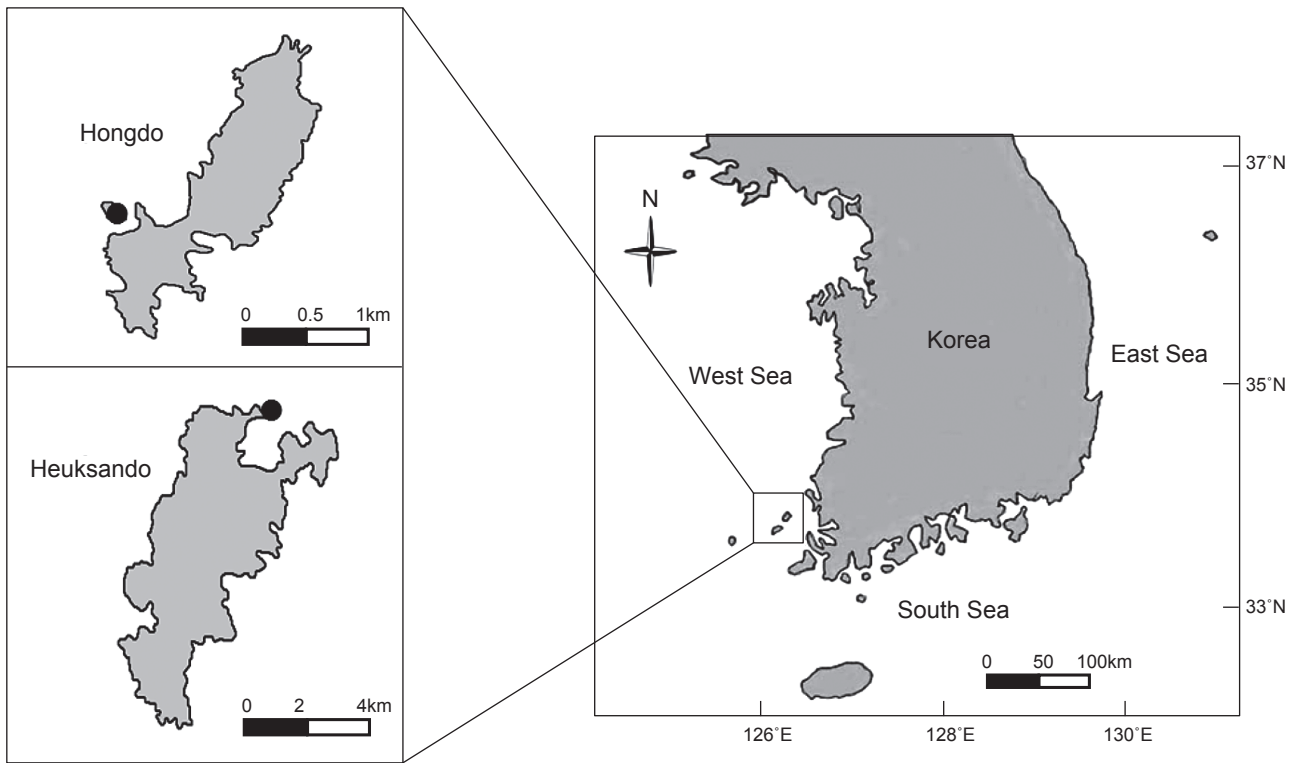 Hongdo
0 0.5 1km
Heuksando
0 2 4km
N
West Sea
Korea
East Sea
South Sea
0 50 100km
37°N
35°N
33°N
126°E 128°E 130°E